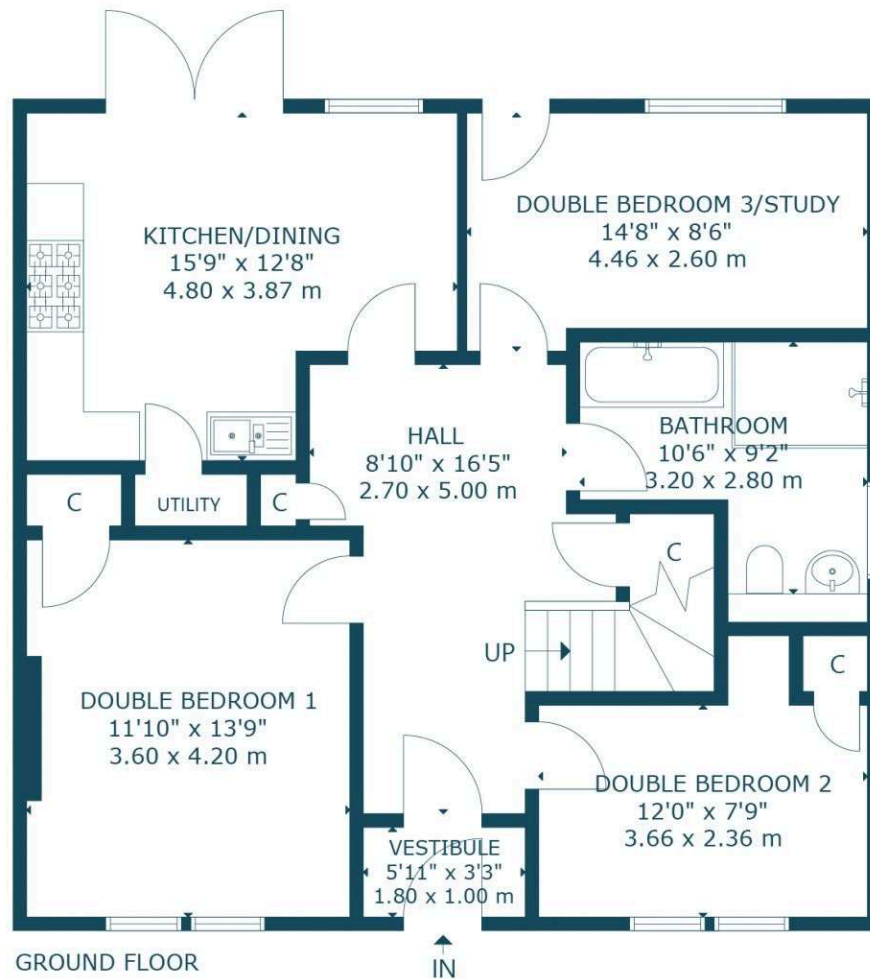 KITCHEN/DINING
15'9" x 12'8"
4.80 x 3.87 m
DOUBLE BEDROOM 3/STUDY
14'8" x 8'6"
4.46 x 2.60 m
HALL
8'10" x 16'5"
2.70 x 5.00 m
BATHROOM
10'6" x 9'2"
3.20 x 2.80 m
C
UTILITY
C
C
UP
C
DOUBLE BEDROOM 1
11'10" x 13'9"
3.60 x 4.20 m
DOUBLE BEDROOM 2
12'0" x 7'9"
3.66 x 2.36 m
VESTIBULE
5'11" x 3'3"
1.80 x 1.00 m
GROUND FLOOR
IN